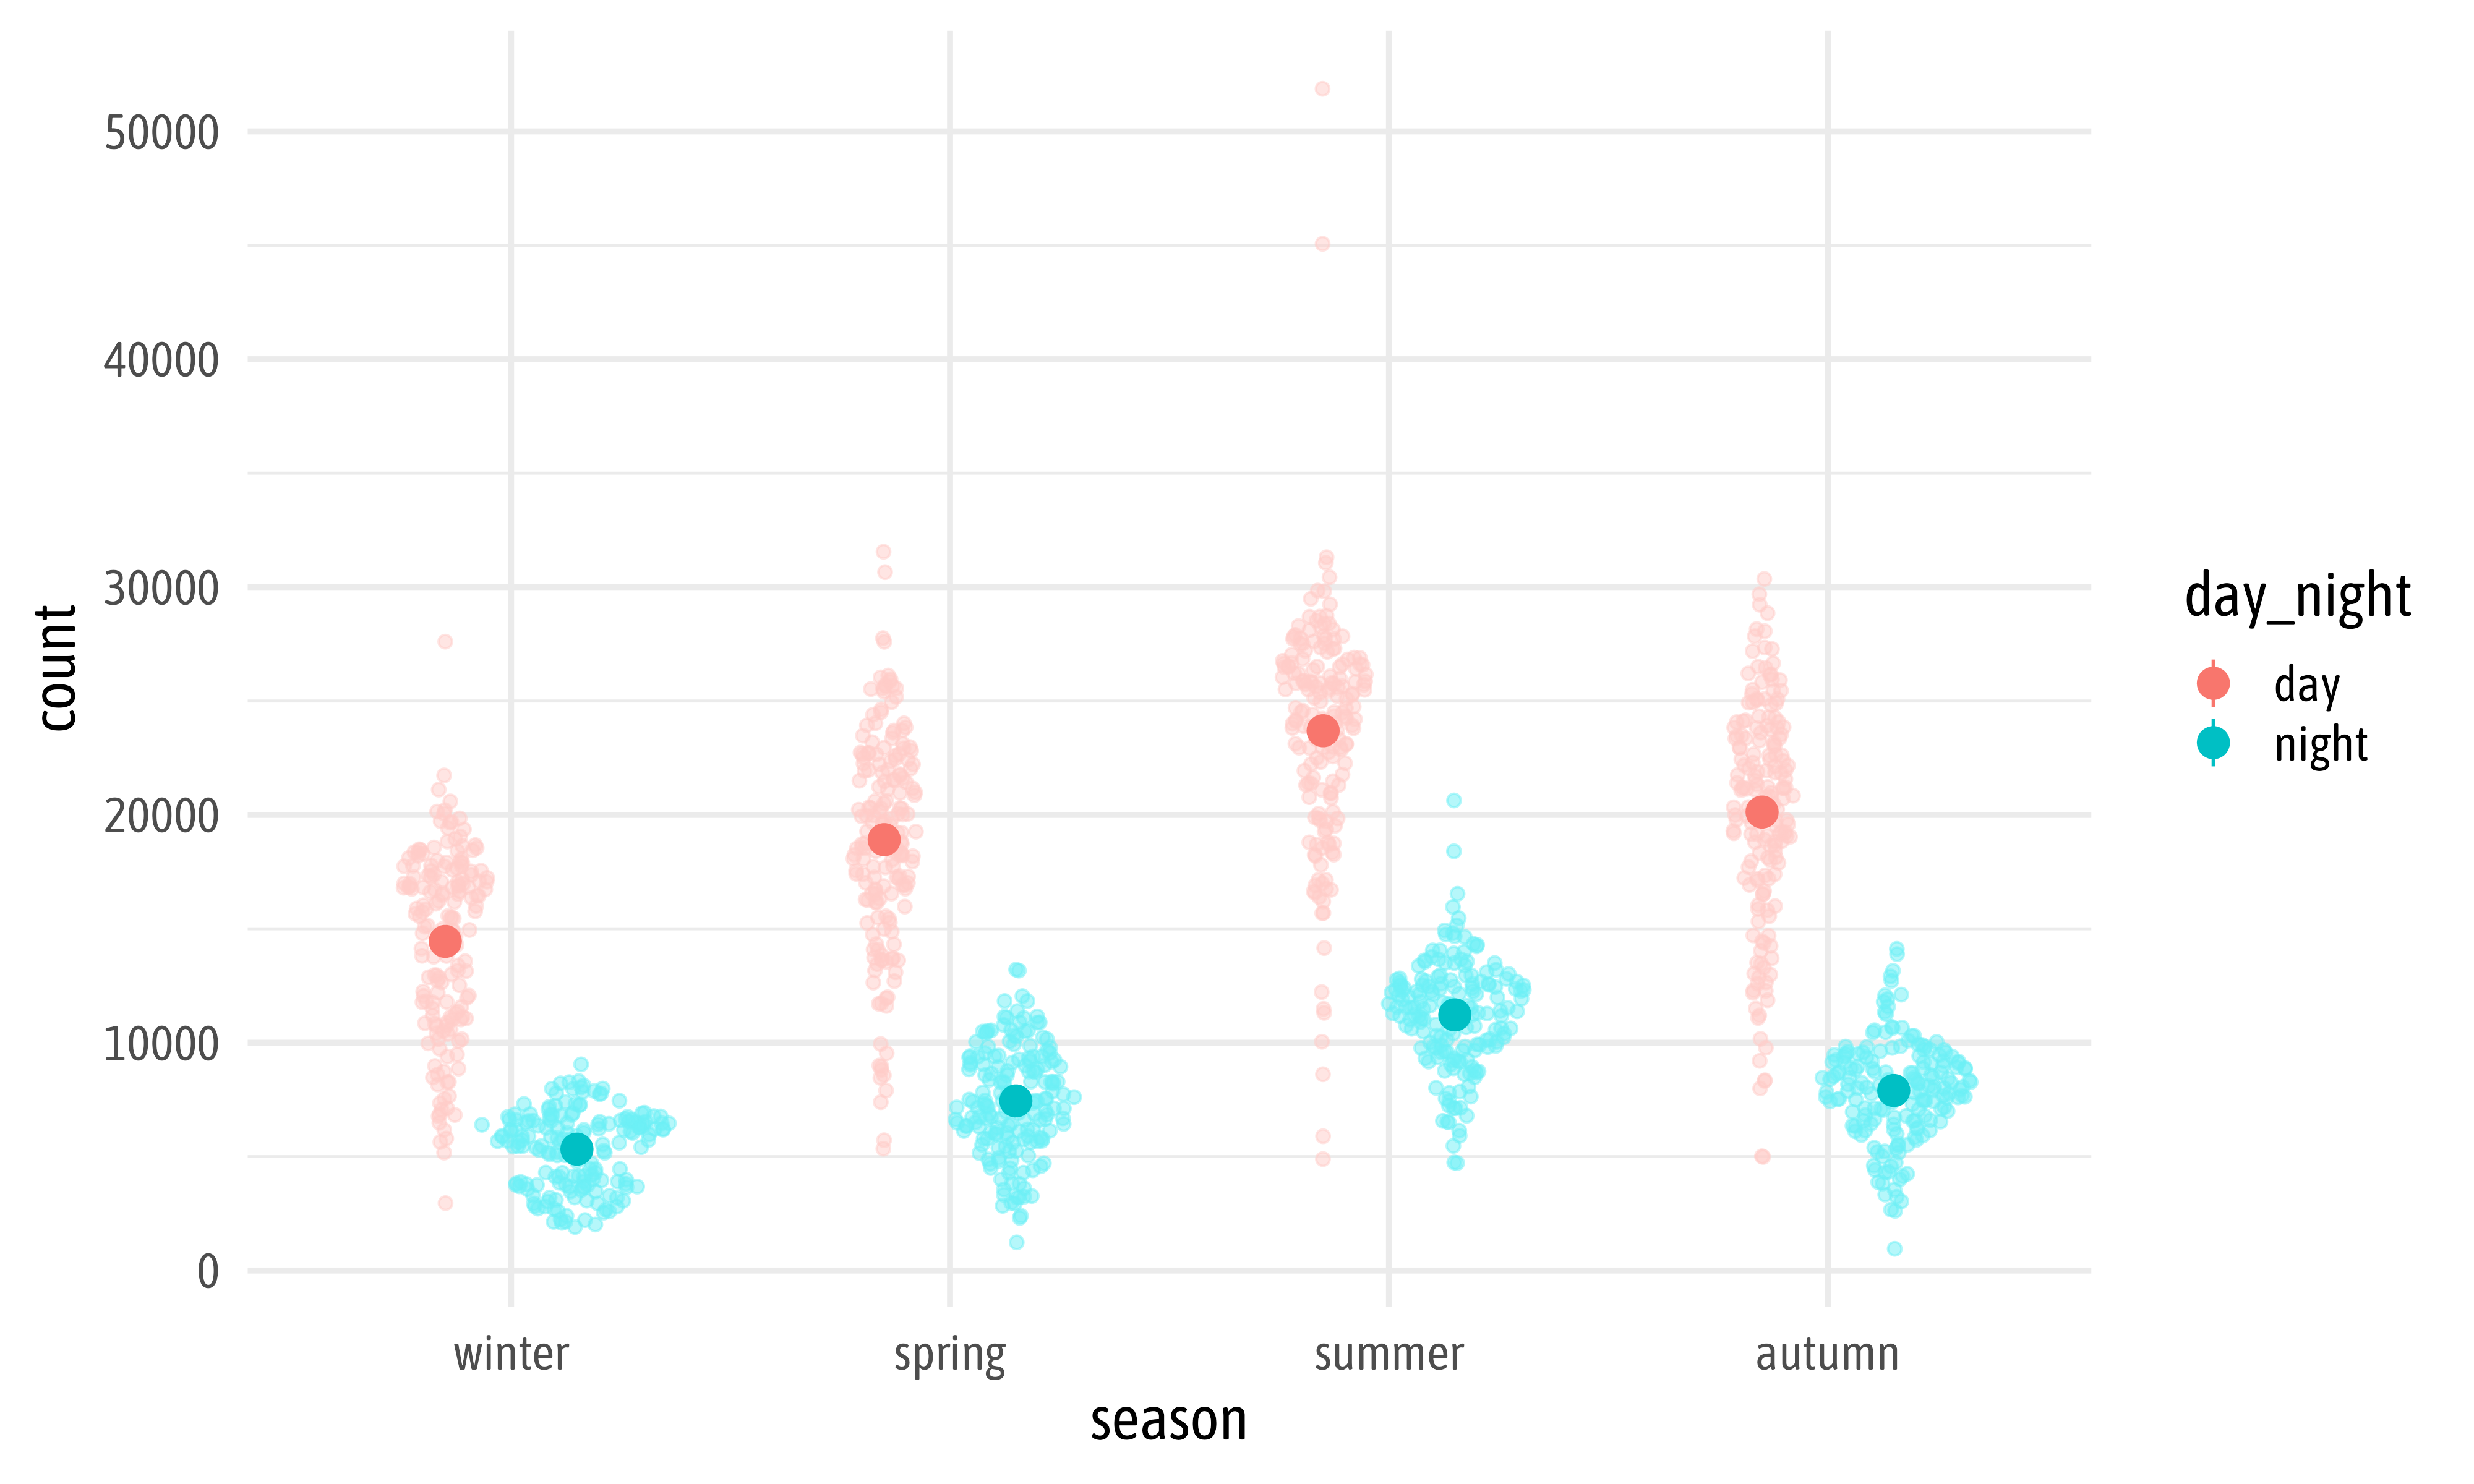 50000
40000
30000
20000
10000
0
count
winter
spring
summer
autumn
season
day_night
day
night